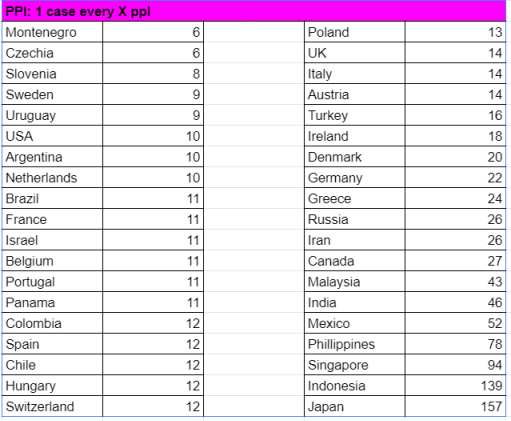 PPI: 1 case every X ppl
Montenegro 6 Poland 13
Czechia 6 UK 14
Slovenia 8 Italy 14
Sweden 9 Austria 14
Uruguay 9 Turkey 16
USA 10 Ireland 18
Argentina 10 Denmark 20
Netherlands 10 Germany 22
Brazil 11 Greece 24
France 11 Russia 26
Israel 11 Iran 26
Belgium 11 Canada 27
Portugal 11 Malaysia 43
Panama 11 India 46
Colombia 12 Mexico 52
Spain 12 Phillippines 78
Chile 12 Singapore 94
Hungary 12 Indonesia 139
Switzerland 12 Japan 157